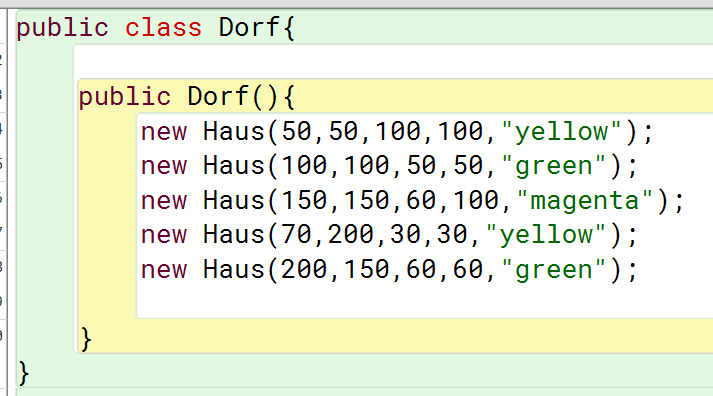 public class Dorf{
public Dorf(){
new Haus(50,50,100,100,"yellow");
new Haus(100,100,50,50,"green");
new Haus(150,150,60,100,"magenta");
new Haus(70,200,30,30,"yellow");
new Haus(200,150,60,60,"green");
}
}